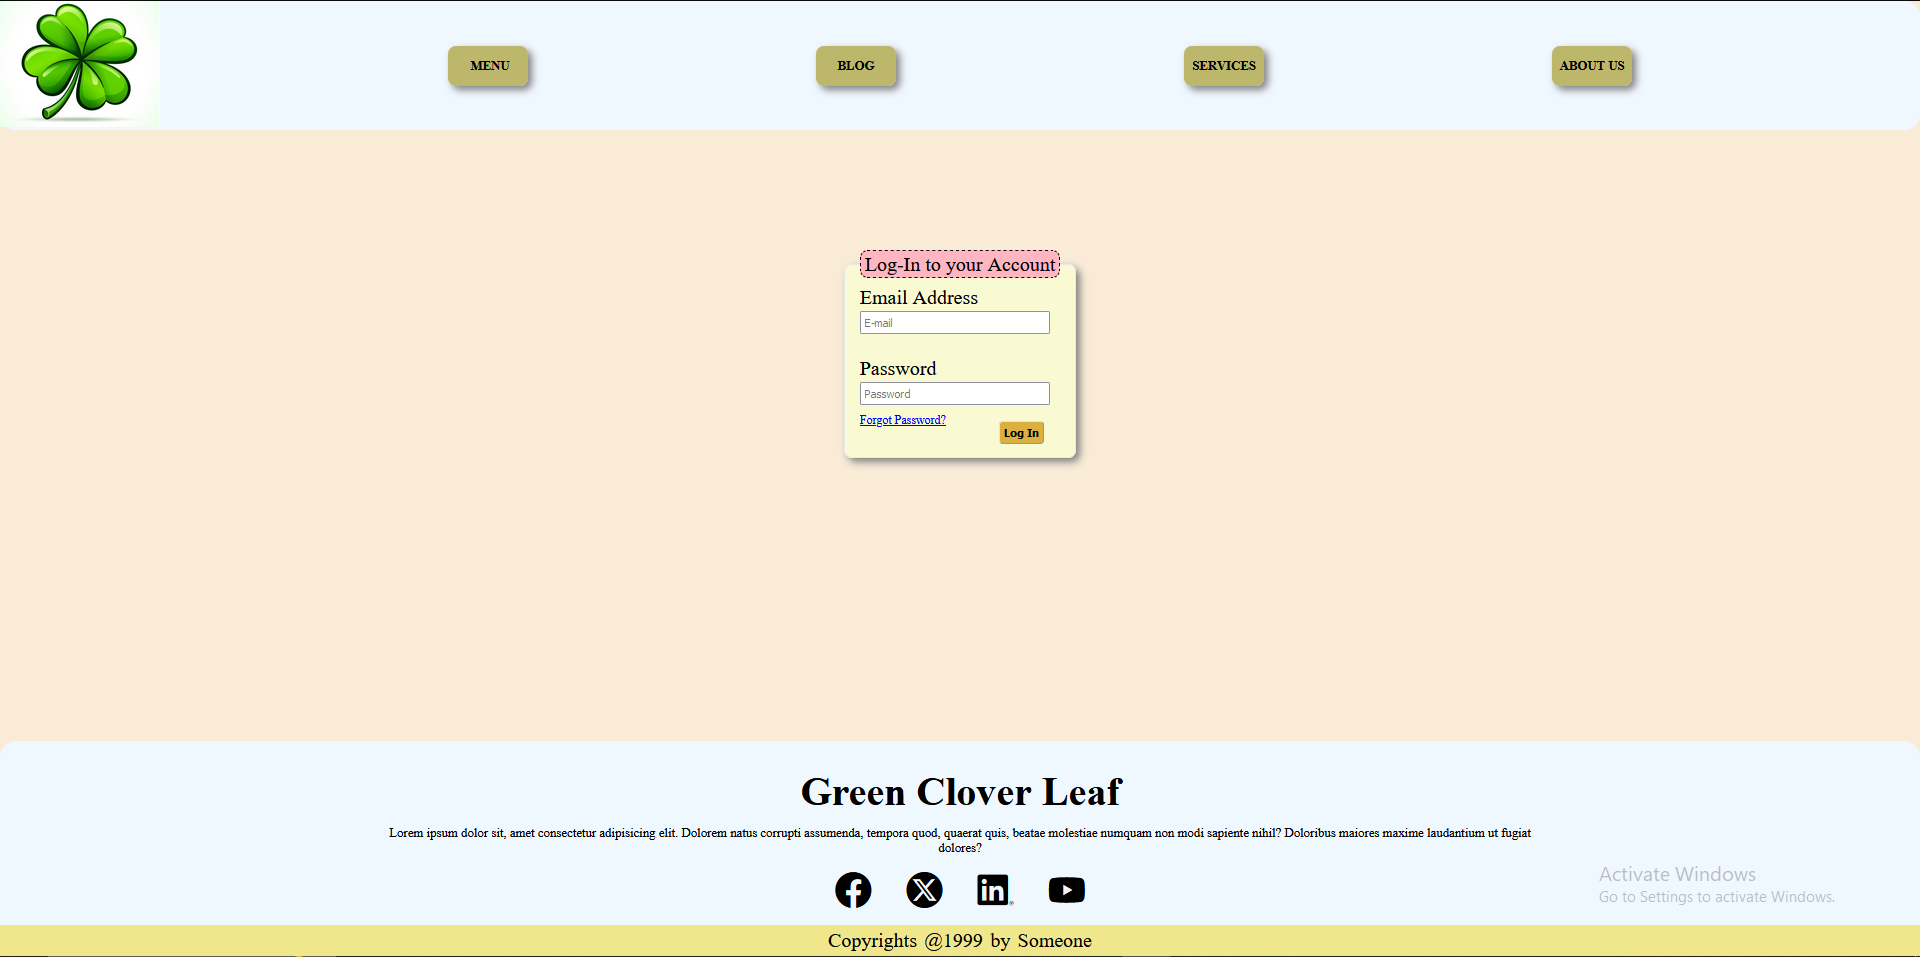 MENU
BLOG
SERVICES
ABOUT US
Log-In to your Account
Email Address
E-mail
Password
Password
Forgot Password?
Log In
Green Clover Leaf
Lorem ipsum dolor sit, amet consectetur adipisicing elit. Dolorem natus corrupti assumenda, tempora quod, quaerat quis, beatae molestiae numquam non modi sapiente nihil? Doloribus maiores maxime laudantium ut fugiat
dolores?
in
Activate Windows
Go to Settings to activate Windows.
Copyrights @1999 by Someone